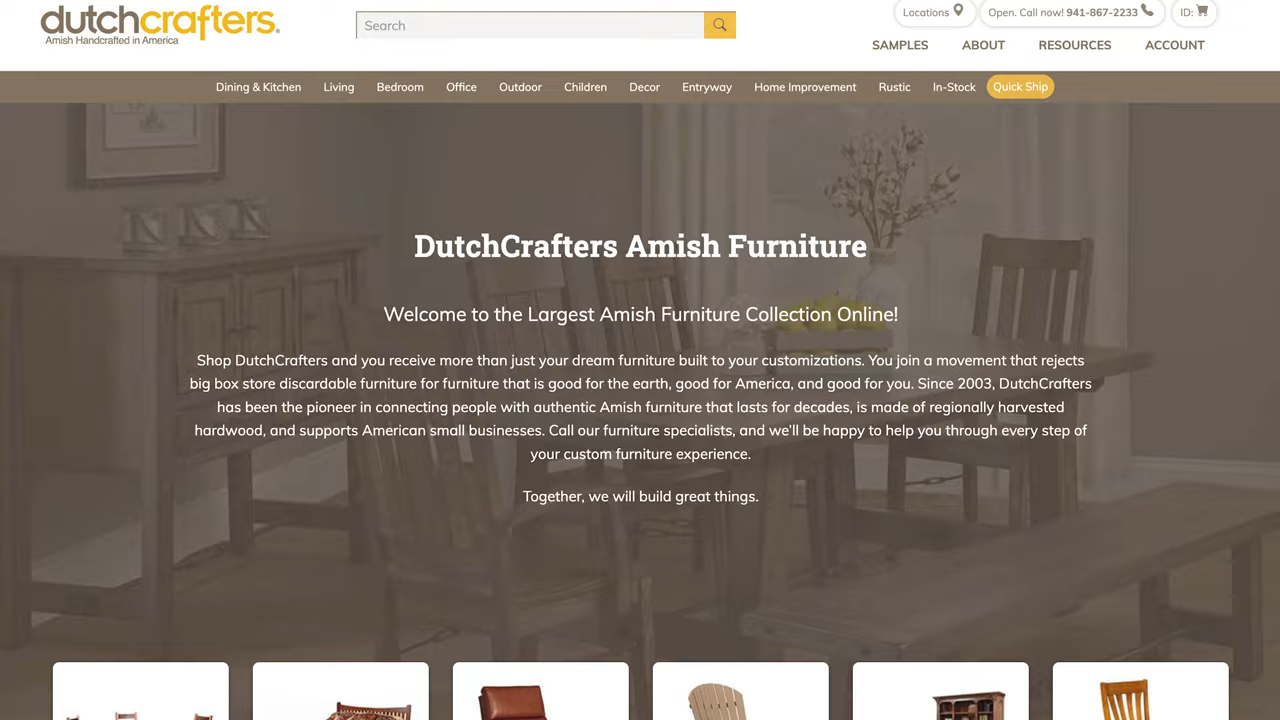 dutchcrafters®
Amish Handcrafted in America
Search
Locations
Open. Call now! 941-867-2233
ID:
SAMPLES
ABOUT
RESOURCES
ACCOUNT
Dining & Kitchen
Living
Bedroom
Office
Outdoor
Children
Decor
Entryway
Home Improvement
Rustic
In-Stock
Quick Ship
DutchCrafters Amish Furniture
Welcome to the Largest Amish Furniture Collection Online!
Shop DutchCrafters and you receive more than just your dream furniture built to your customizations. You join a movement that rejects
big box store discardable furniture for furniture that is good for the earth, good for America, and good for you. Since 2003, DutchCrafters
has been the pioneer in connecting people with authentic Amish furniture that lasts for decades, is made of regionally harvested
hardwood, and supports American small businesses. Call our furniture specialists, and we'll be happy to help you through every step of
your custom furniture experience.
Together, we will build great things.